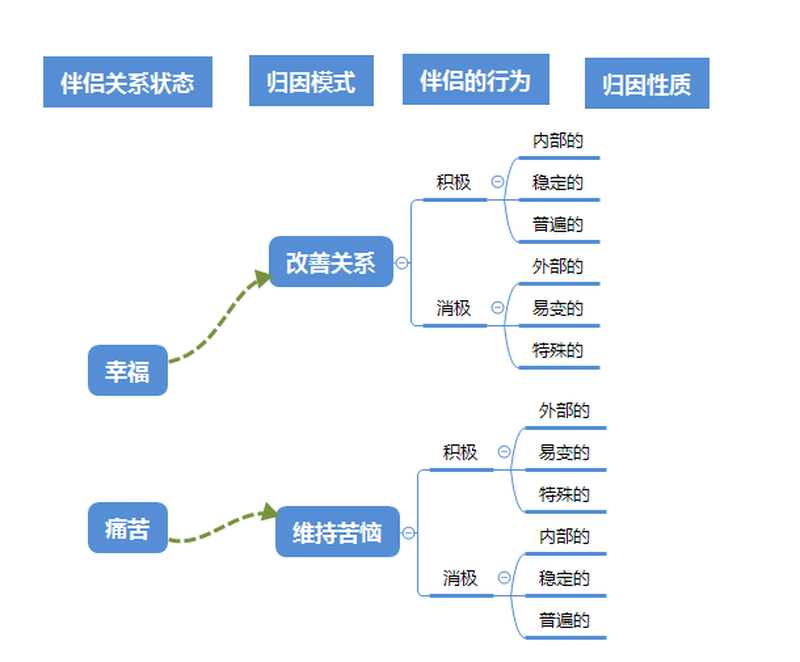 伴侣关系状态
归因模式
伴侣的行为
归因性质
幸福
改善关系
积极
内部的
稳定的
普遍的
消极
外部的
易变的
特殊的
痛苦
维持苦恼
积极
外部的
易变的
特殊的
消极
内部的
稳定的
普遍的